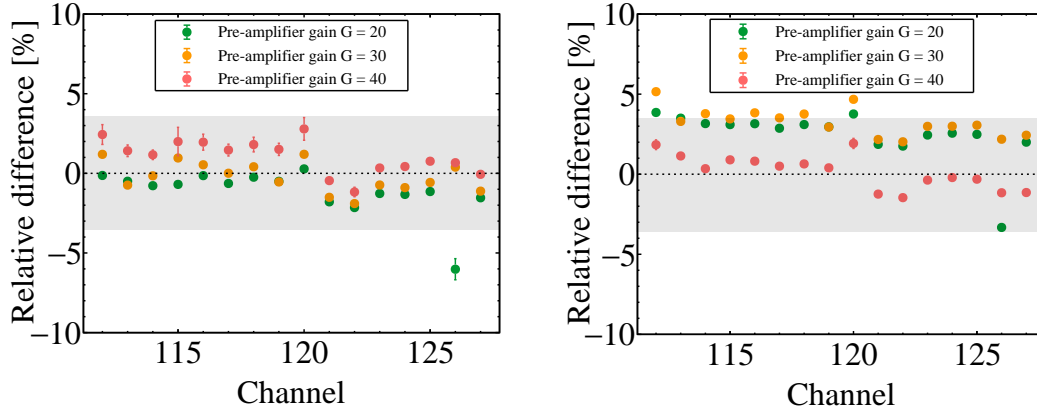 10
5
0
−5
−10
Relative difference [%]
Pre-amplifier gain G = 20
Pre-amplifier gain G = 30
Pre-amplifier gain G = 40
115 120 125
Channel
10
5
0
−5
−10
Relative difference [%]
Pre-amplifier gain G = 20
Pre-amplifier gain G = 30
Pre-amplifier gain G = 40
115 120 125
Channel